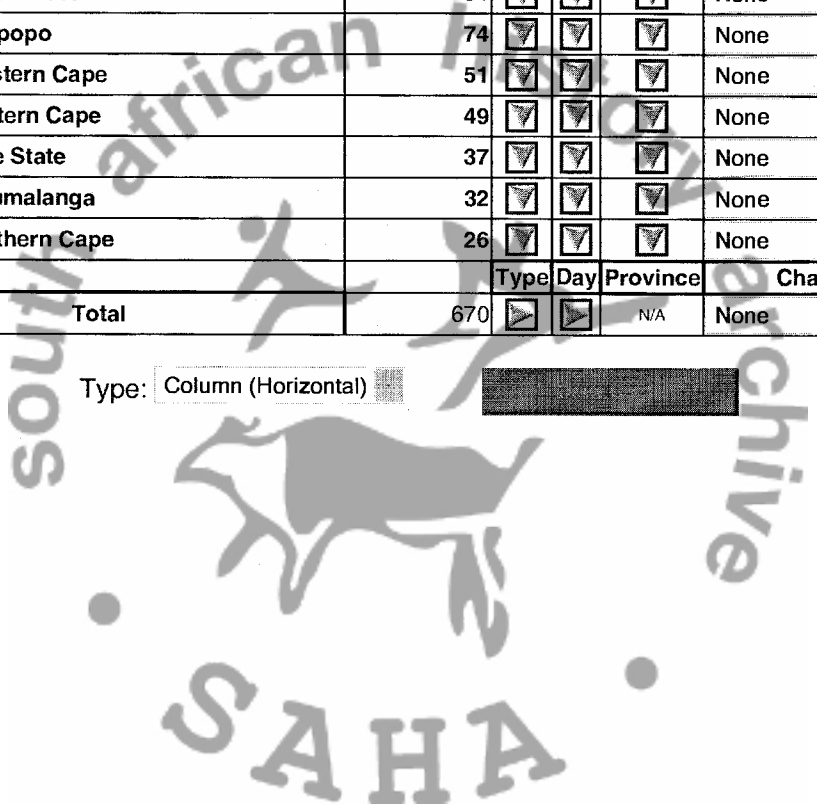 popo 74 None
stern Cape 51 None
tern Cape 49 None
e State 37 None
umalanga 32 None
thern Cape 26 None
Type Day Province Cha
Total 670 N/A None
Type: Column (Horizontal)
south african history archive
SAHA